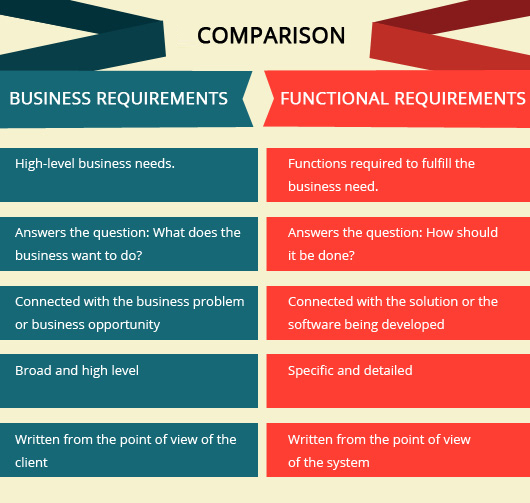 COMPARISON
BUSINESS REQUIREMENTS
FUNCTIONAL REQUIREMENTS
High-level business needs.
Functions required to fulfill the
business need.
Answers the question: What does the
business want to do?
Answers the question: How should
it be done?
Connected with the business problem
or business opportunity
Connected with the solution or the
software being developed
Broad and high level
Specific and detailed
Written from the point of view of the
client
Written from the point of view
of the system